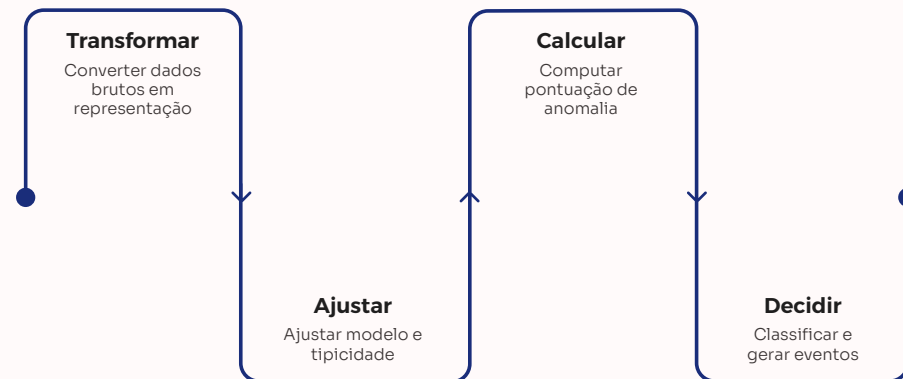 Transformar
Converter dados
brutos em
representação
Ajustar
Ajustar modelo e
tipicidade
Calcular
Computar
pontuação de
anomalia
Decidir
Classificar e
gerar eventos